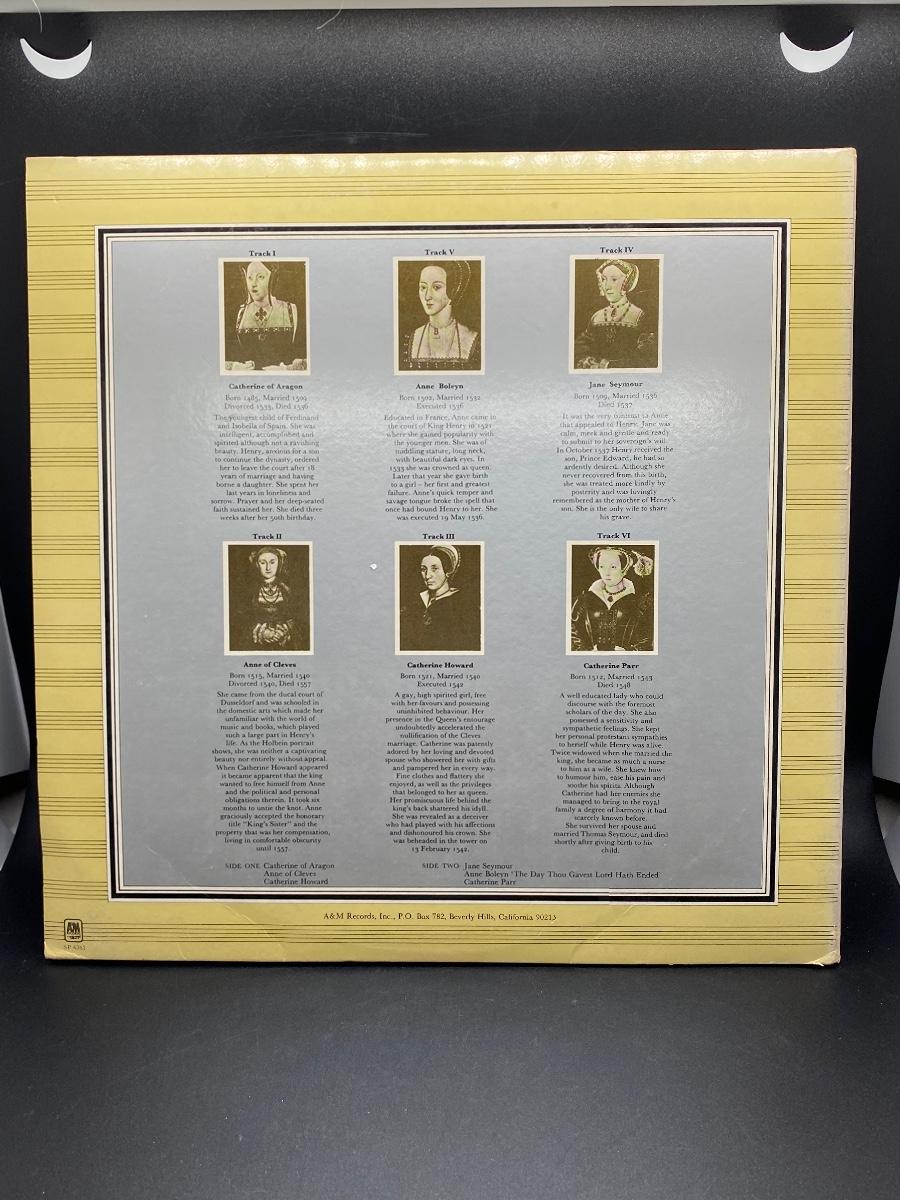 Track I
Catherine of Aragon
Born 1485, Married 1509
Divorced 1533, Died 1536
The youngest child of Ferdinand
and Isobella of Spain. She was
intelligent, accomplished and
spirited although not a ravishing
beauty. Henry, anxious for a son
to continue the dynasty, ordered
her to leave the court after 18
years of marriage and having
borne a daughter. She spent her
last years in loneliness and
sorrow. Prayer and her deep-seated
faith sustained her. She died three
weeks after her 50th birthday.
Track V
Anne Boleyn
Born 1502, Married 1532
Executed 1536
Educated in France, Anne came in
the court of King Henry in 1521
where she gained popularity with
the younger men. She was of
middling stature, long neck,
with beautiful dark eyes. In
1533 she was crowned as queen.
Later that year she gave birth
to a girl – her first and greatest
failure. Anne's quick temper and
savage tongue broke the spell that
once had bound Henry to her. She
was executed 19 May 1536.
Track IV
Jane Seymour
Born 1509, Married 1536
Died 1537
It was the very contrast to Anne
that appealed to Henry. Jane was
calm, meek and gentle and ready
to submit to her sovereign's will.
In October 1537 Henry received the
son, Prince Edward, he had so
ardently desired. Although she
never recovered from this birth,
she was treated more kindly by
posterity and was lovingly
remembered as the mother of Henry's
son. She is the only wife to share
his grave.
Track II
Anne of Cleves
Born 1515, Married 1540
Divorced 1540, Died 1557
She came from the ducal court of
Dusseldorf and was schooled in
the domestic arts which made her
unfamiliar with the world of
music and books, which played
such a large part in Henry's
life. As the Holbein portrait
shows, she was neither a captivating
beauty nor entirely without appeal.
When Catherine Howard appeared
it became apparent that the king
wanted to free himself from Anne
and the political and personal
obligations therein. It took six
months to untie the knot. Anne
graciously accepted the honorary
title "King's Sister" and the
property that was her compensation,
living in comfortable obscurity
until 1557.
Track III
Catherine Howard
Born 1521, Married 1540
Executed 1542
A gay, high spirited girl, free
with her favours and possessing
uninhibited behaviour. Her
presence in the Queen's entourage
undoubtedly accelerated the
nullification of the Cleves
marriage. Catherine was patently
adored by her loving and devoted
spouse who showered her with gifts
and pampered her in every way.
Fine clothes and flattery she
enjoyed, as well as the privileges
that belonged to her as queen.
Her promiscuous life behind the
king's back shattered his idyll.
She was revealed as a deceiver
who had played with his affections
and dishonoured his crown. She
was beheaded in the tower on
13 February 1542.
Track VI
Catherine Parr
Born 1512, Married 1543
Died 1548
A well educated lady who could
discourse with the foremost
scholars of the day. She also
possessed a sensitivity and
sympathetic feelings. She kept
her personal protestant sympathies
to herself while Henry was alive.
Twice widowed when she married the
king, she became as much a nurse
to him as a wife. She knew how
to humour him, ease his pain and
soothe his spirits. Although
Catherine had her enemies she
managed to bring to the royal
family a degree of harmony it had
scarcely known before.
She survived her spouse and
married Thomas Seymour, and died
shortly after giving birth to his
child.
SIDE ONE Catherine of Aragon
Anne of Cleves
Catherine Howard
SIDE TWO Jane Seymour
Anne Boleyn 'The Day Thou Gavest Lord Hath Ended'
Catherine Parr
A&M Records, Inc., P.O. Box 782, Beverly Hills, California 90213
A&M
SP 4361